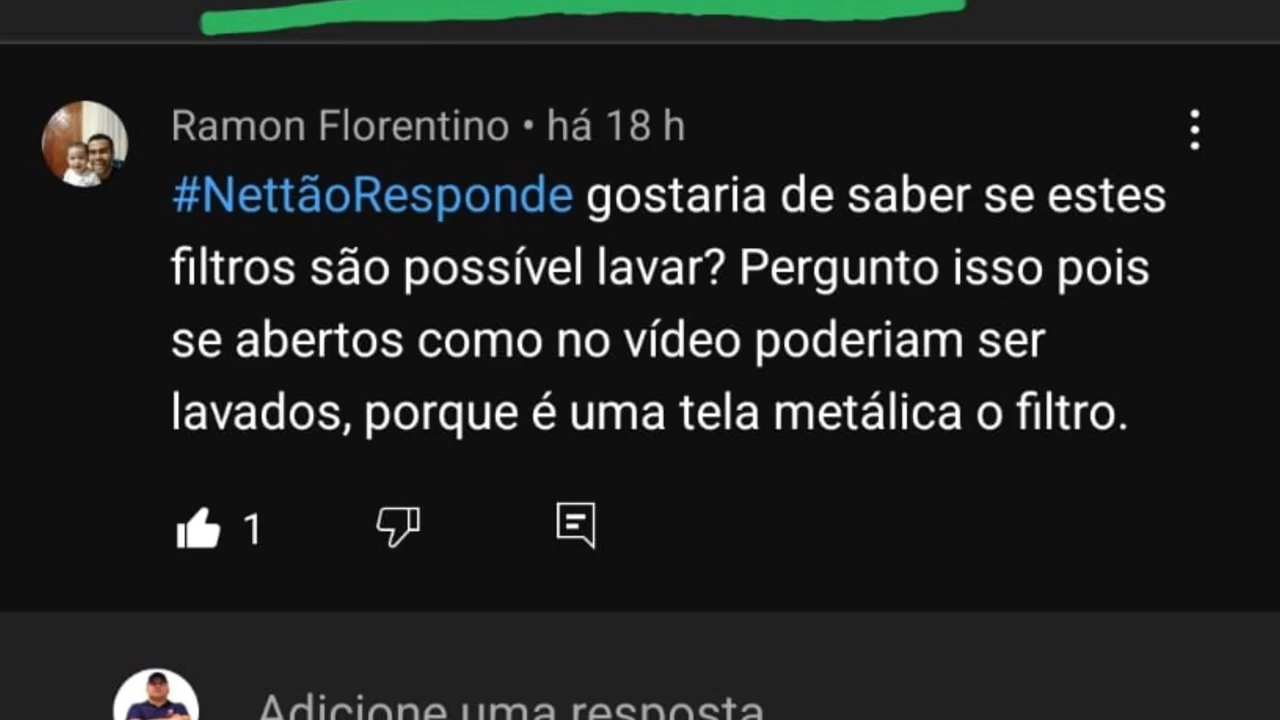 Ramon Florentino • há 18 h
#NettãoResponde gostaria de saber se estes
filtros são possível lavar? Pergunto isso pois
se abertos como no vídeo poderiam ser
lavados, porque é uma tela metálica o filtro.
1
Adicione uma resposta